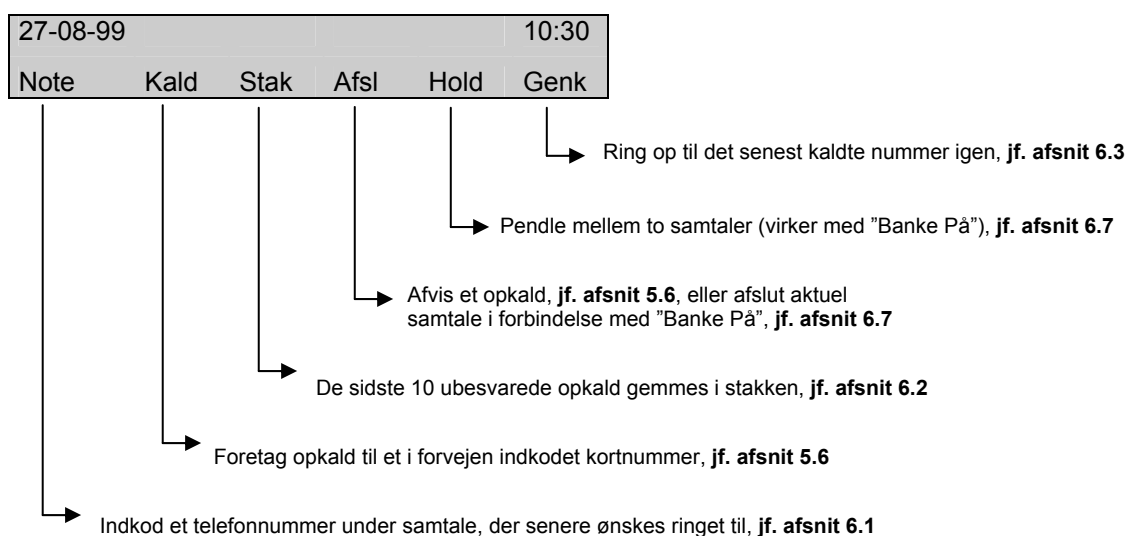 27-08-99 10:30
Note Kald Stak Afsl Hold Genk
Ring op til det senest kaldte nummer igen, jf. afsnit 6.3
Pendle mellem to samtaler (virker med ”Banke På”), jf. afsnit 6.7
Afvis et opkald, jf. afsnit 5.6, eller afslut aktuel
samtale i forbindelse med ”Banke På”, jf. afsnit 6.7
De sidste 10 ubesvarede opkald gemmes i stakken, jf. afsnit 6.2
Foretag opkald til et i forvejen indkodet kortnummer, jf. afsnit 5.6
Indkod et telefonnummer under samtale, der senere ønskes ringet til, jf. afsnit 6.1